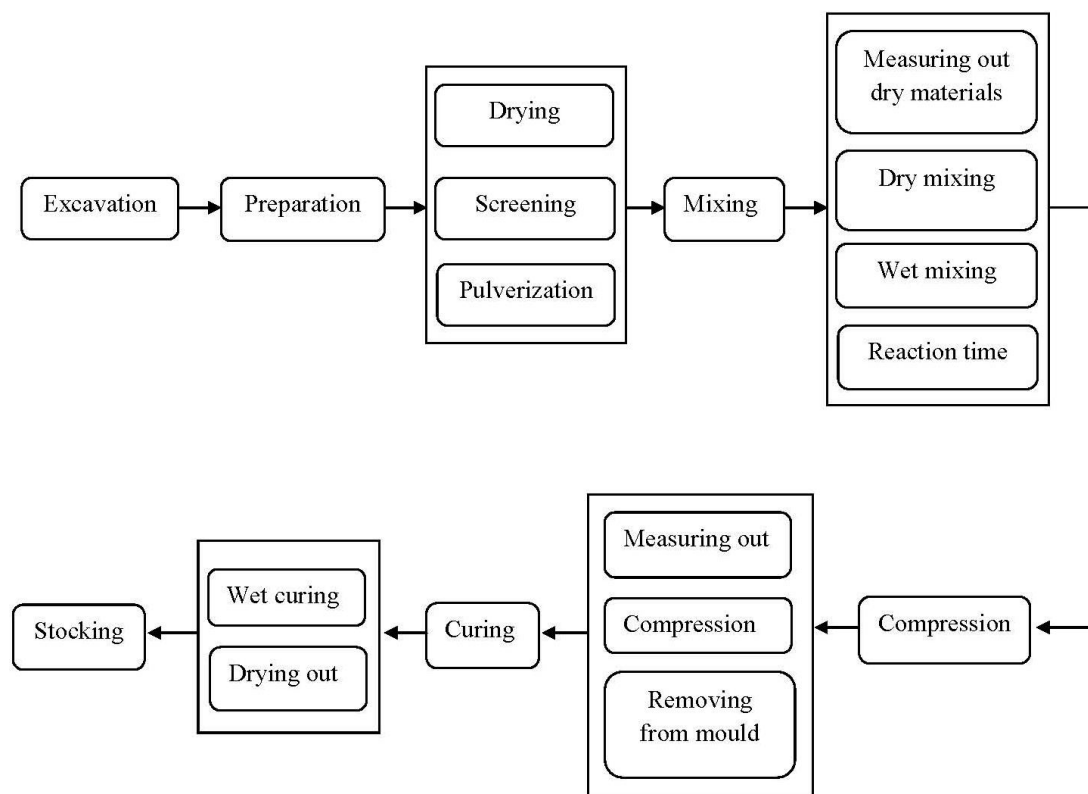 Excavation
Preparation
Drying
Screening
Pulverization
Mixing
Measuring out
dry materials
Dry mixing
Wet mixing
Reaction time
Compression
Measuring out
Compression
Removing
from mould
Curing
Wet curing
Drying out
Stocking